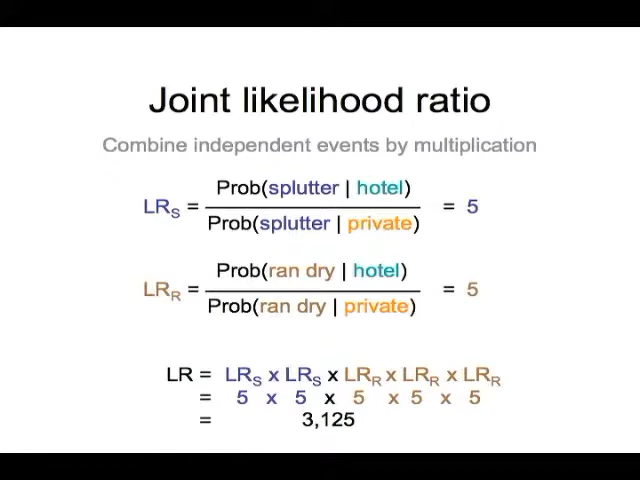 Joint likelihood ratio
Combine independent events by multiplication
LRS = Prob(splutter | hotel) / Prob(splutter | private) = 5
LRR = Prob(ran dry | hotel) / Prob(ran dry | private) = 5
LR = LRS x LRS x LRR x LRR x LRR
= 5 x 5 x 5 x 5 x 5
= 3,125